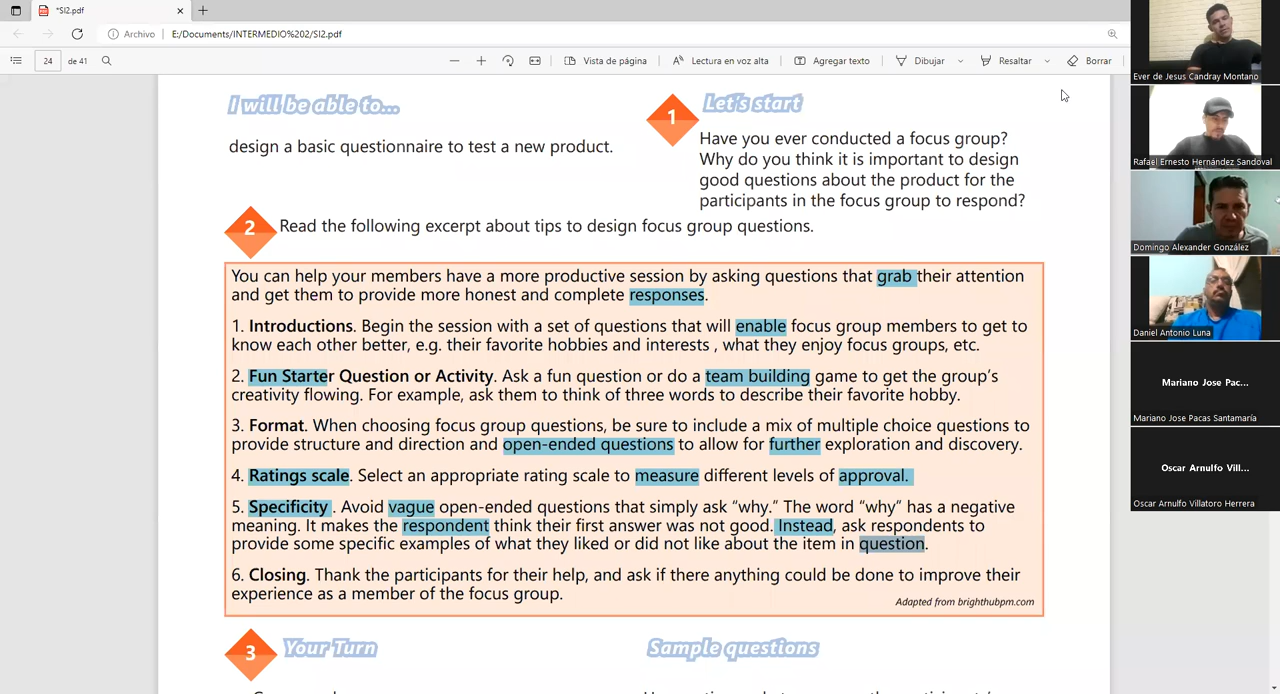 *SI2.pdf
Archivo
E:/Documents/INTERMEDIO%202/SI2.pdf
24
de 41
Vista de página
Lectura en voz alta
Agregar texto
Dibujar
Resaltar
Borrar
I will be able to...
design a basic questionnaire to test a new product.
1
Let's start
Have you ever conducted a focus group?
Why do you think it is important to design
good questions about the product for the
participants in the focus group to respond?
2
Read the following excerpt about tips to design focus group questions.
You can help your members have a more productive session by asking questions that grab their attention
and get them to provide more honest and complete responses.
1. Introductions. Begin the session with a set of questions that will enable focus group members to get to
know each other better, e.g. their favorite hobbies and interests , what they enjoy focus groups, etc.
2. Fun Starter Question or Activity. Ask a fun question or do a team building game to get the group's
creativity flowing. For example, ask them to think of three words to describe their favorite hobby.
3. Format. When choosing focus group questions, be sure to include a mix of multiple choice questions to
provide structure and direction and open-ended questions to allow for further exploration and discovery.
4. Ratings scale. Select an appropriate rating scale to measure different levels of approval.
5. Specificity . Avoid vague open-ended questions that simply ask “why.” The word “why” has a negative
meaning. It makes the respondent think their first answer was not good. Instead, ask respondents to
provide some specific examples of what they liked or did not like about the item in question.
6. Closing. Thank the participants for their help, and ask if there anything could be done to improve their
experience as a member of the focus group.
Adapted from brighthubpm.com
3
Your Turn
Sample questions
Ever de Jesus Candray Montano
Rafael Ernesto Hernández Sandoval
Domingo Alexander González
Daniel Antonio Luna
Mariano Jose Pac...
Mariano Jose Pacas Santamaría
Oscar Arnulfo Vill...
Oscar Arnulfo Villatoro Herrera